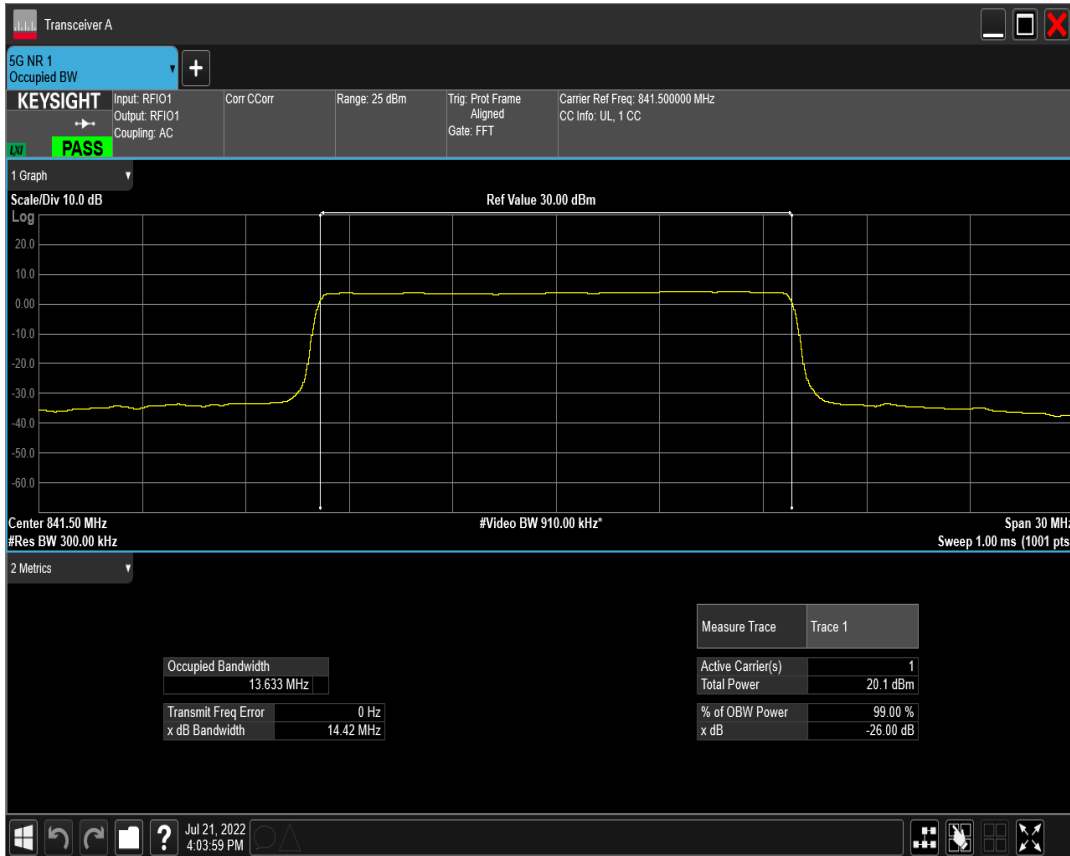 Transceiver A
5G NR 1
Occupied BW
+
KEYSIGHT
LXI
PASS
Input: RFIO1
Output: RFIO1
Coupling: AC
Corr CCorr
Range: 25 dBm
Trig: Prot Frame
Aligned
Gate: FFT
Carrier Ref Freq: 841.500000 MHz
CC Info: UL, 1 CC
1 Graph
Scale/Div 10.0 dB
Ref Value 30.00 dBm
Log
20.0
10.0
0.00
-10.0
-20.0
-30.0
-40.0
-50.0
-60.0
Center 841.50 MHz
#Video BW 910.00 kHz*
Span 30 MHz
#Res BW 300.00 kHz
Sweep 1.00 ms (1001 pts
2 Metrics
Measure Trace Trace 1
Occupied Bandwidth
13.633 MHz
Active Carrier(s) 1
Total Power 20.1 dBm
Transmit Freq Error 0 Hz
x dB Bandwidth 14.42 MHz
% of OBW Power 99.00 %
x dB -26.00 dB
?
Jul 21, 2022
4:03:59 PM